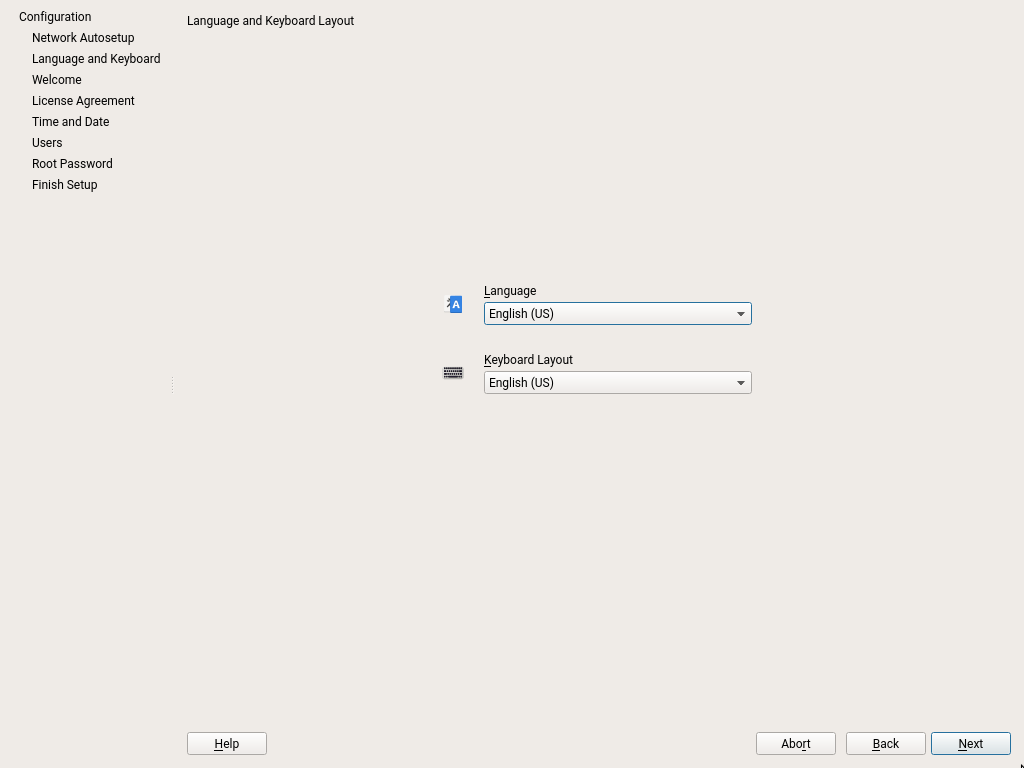 Configuration
Network Autosetup
Language and Keyboard
Welcome
License Agreement
Time and Date
Users
Root Password
Finish Setup
Language and Keyboard Layout
Language
English (US)
Keyboard Layout
English (US)
Help
Abort
Back
Next